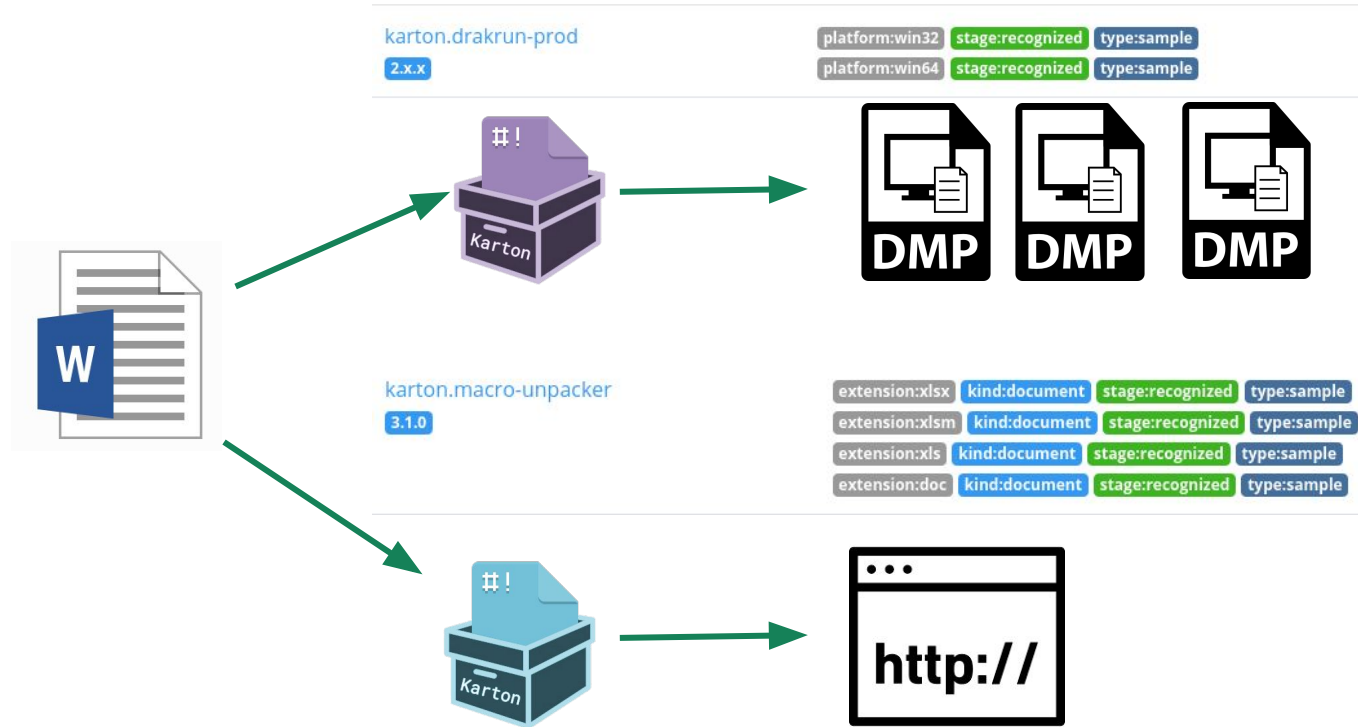 karton.drakrun-prod
2.x.x
platform:win32 stage:recognized type:sample
platform:win64 stage:recognized type:sample
#!
Karton
DMP DMP DMP
W
karton.macro-unpacker
3.1.0
extension:xlsx kind:document stage:recognized type:sample
extension:xlsm kind:document stage:recognized type:sample
extension:xls kind:document stage:recognized type:sample
extension:doc kind:document stage:recognized type:sample
#!
Karton
http://